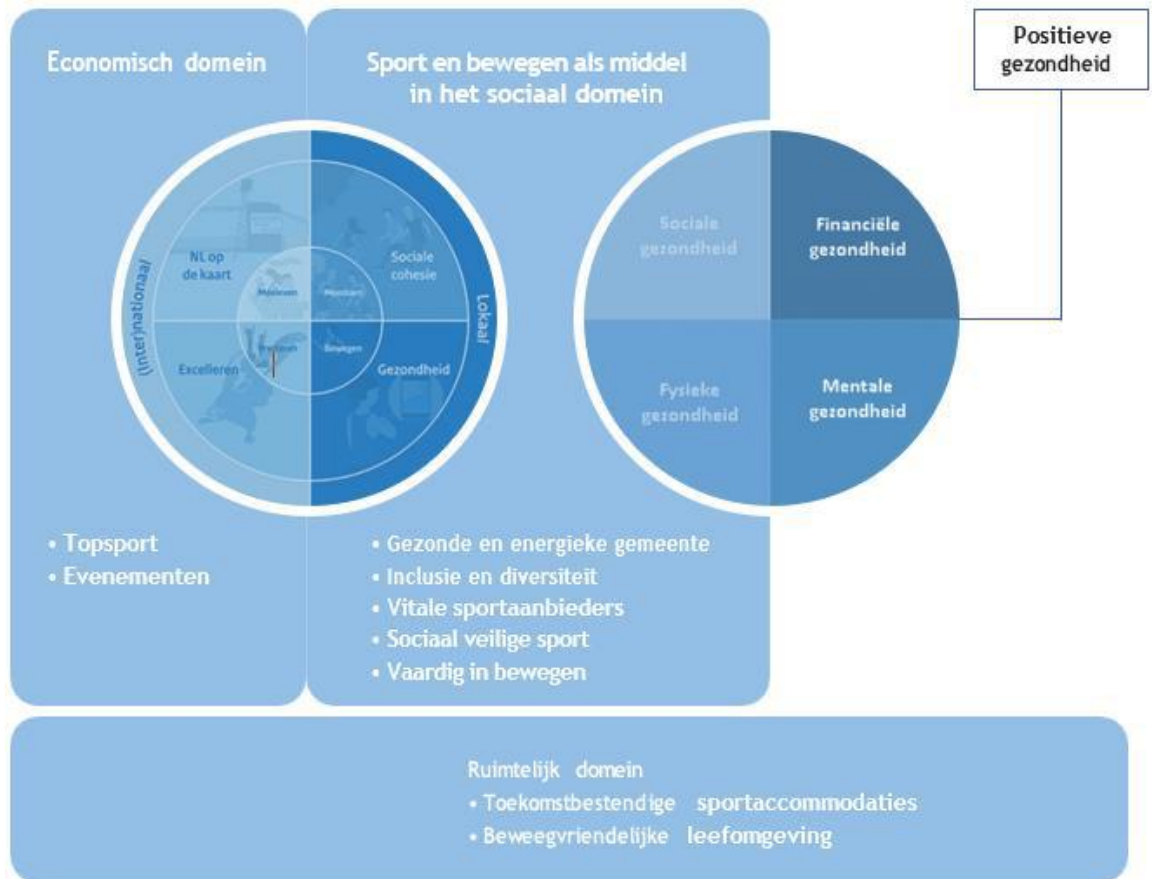 Economisch domein
Sport en bewegen als middel
in het sociaal domein
Positieve
gezondheid
(Inter)nationaal
NL op
de kaart
Excelleren
Meeleven
Bewegen
Sociale
cohesie
Gezondheid
Lokaal
Sociale
gezondheid
Financiële
gezondheid
Fysieke
gezondheid
Mentale
gezondheid
• Topsport
• Evenementen
• Gezonde en energieke gemeente
• Inclusie en diversiteit
• Vitale sportaanbieders
• Sociaal veilige sport
• Vaardig in bewegen
Ruimtelijk domein
• Toekomstbestendige sportaccommodaties
• Beweegvriendelijke leefomgeving